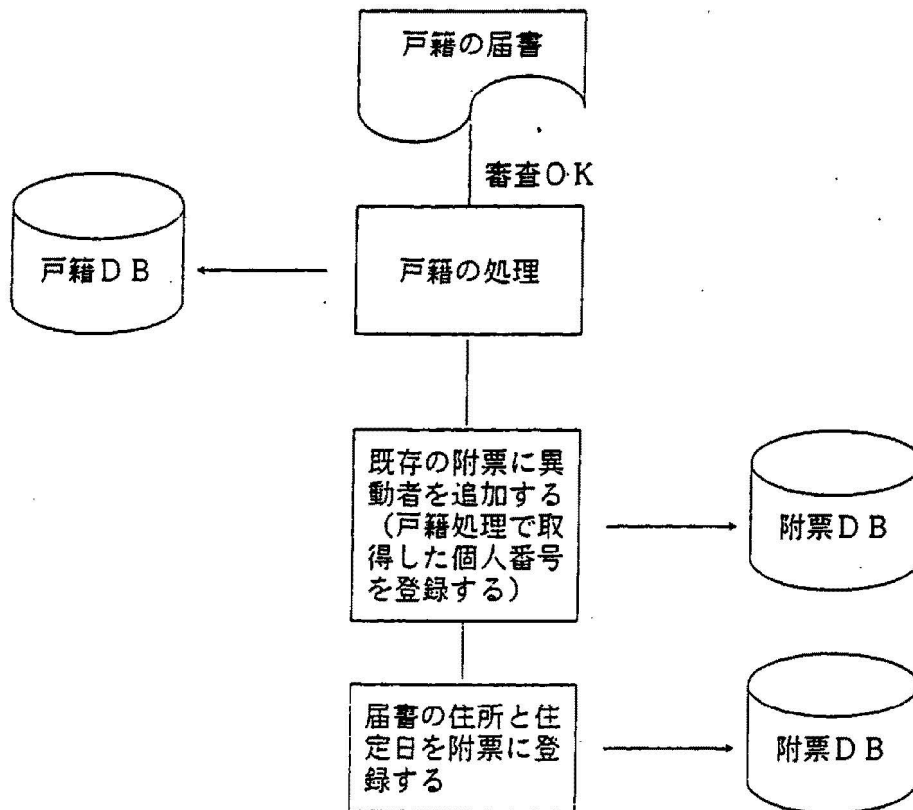 戸籍の届書
審査O・K
戸籍DB
戸籍の処理
既存の附票に異
動者を追加する
(戸籍処理で取
得した個人番号
を登録する)
附票DB
届書の住所と住
定日を附票に登
録する
附票DB